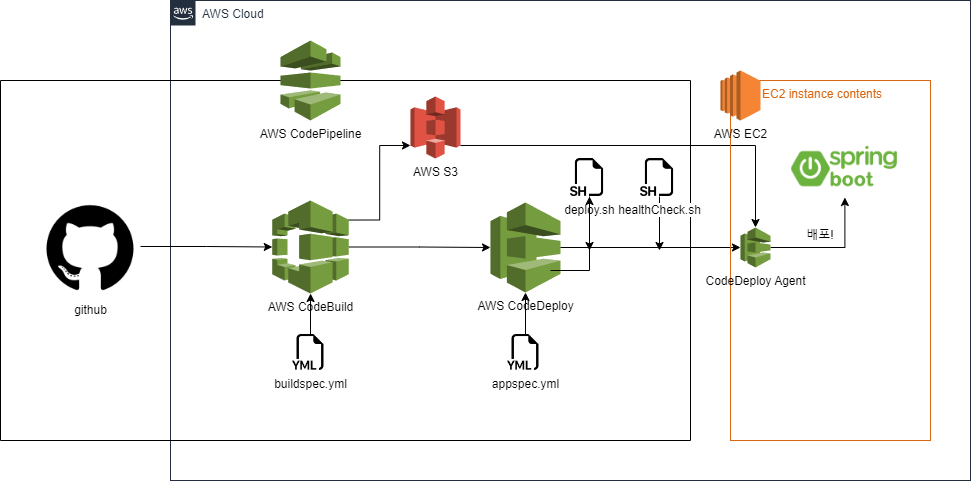 aws
AWS Cloud
AWS CodePipeline
EC2 instance contents
AWS EC2
AWS S3
spring
boot
SH
SH
deploy.sh
healthCheck.sh
배포!
github
AWS CodeBuild
AWS CodeDeploy
CodeDeploy Agent
YML
YML
buildspec.yml
appspec.yml